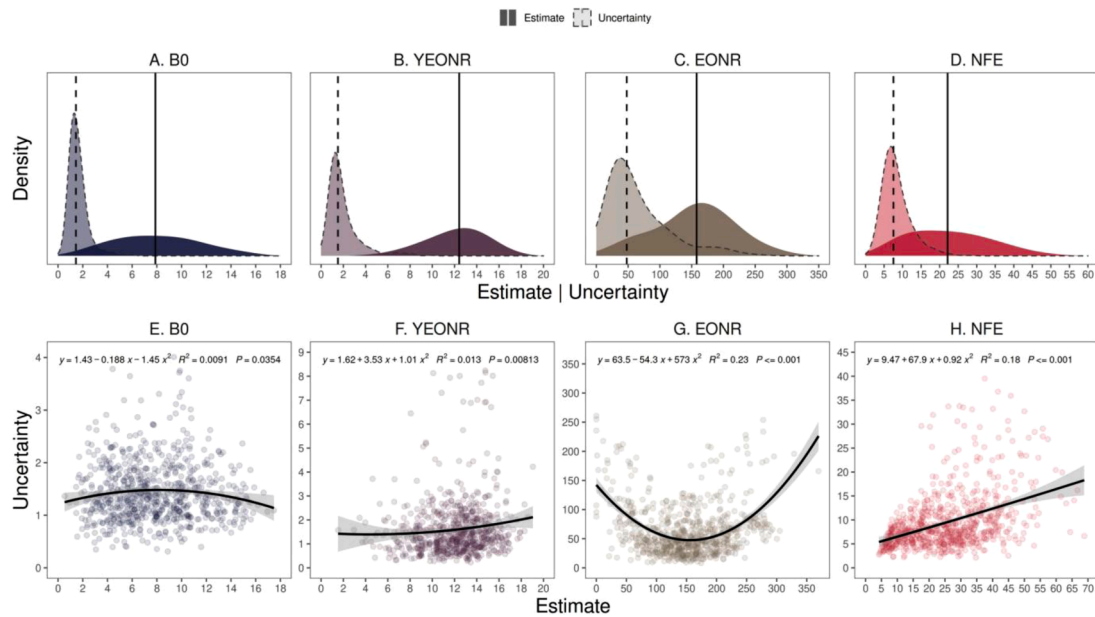 Estimate Uncertainty
A. B0 B. YEONR C. EONR D. NFE
Density
0 2 4 6 8 10 12 14 16 18
0 2 4 6 8 10 12 14 16 18 20
0 50 100 150 200 250 300 350
0 5 10 15 20 25 30 35 40 45 50 55 60
Estimate | Uncertainty
E. B0 F. YEONR G. EONR H. NFE
y = 1.43 − 0.188 x − 1.45 x² R² = 0.0091 P = 0.0354
y = 1.62 + 3.53 x + 1.01 x² R² = 0.013 P = 0.00813
y = 63.5 − 54.3 x + 573 x² R² = 0.23 P <= 0.001
y = 9.47 + 67.9 x + 0.92 x² R² = 0.18 P <= 0.001
Uncertainty
4
3
2
1
0
9
8
7
6
5
4
3
2
1
0
350
300
250
200
150
100
50
0
45
40
35
30
25
20
15
10
5
0
0 2 4 6 8 10 12 14 16 18
0 2 4 6 8 10 12 14 16 18 20
0 50 100 150 200 250 300 350
0 5 10 15 20 25 30 35 40 45 50 55 60 65 70
Estimate